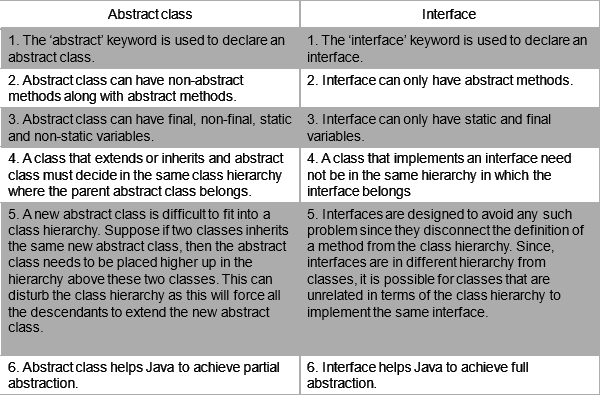 Abstract class
Interface
1. The ‘abstract’ keyword is used to declare an
abstract class.
1. The ‘interface’ keyword is used to declare an
interface.
2. Abstract class can have non-abstract
methods along with abstract methods.
2. Interface can only have abstract methods.
3. Abstract class can have final, non-final, static
and non-static variables.
3. Interface can only have static and final
variables.
4. A class that extends or inherits and abstract
class must decide in the same class hierarchy
where the parent abstract class belongs.
4. A class that implements an interface need
not be in the same hierarchy in which the
interface belongs
5. A new abstract class is difficult to fit into a
class hierarchy. Suppose if two classes inherits
the same new abstract class, then the abstract
class needs to be placed higher up in the
hierarchy above these two classes. This can
disturb the class hierarchy as this will force all
the descendants to extend the new abstract
class.
5. Interfaces are designed to avoid any such
problem since they disconnect the definition of
a method from the class hierarchy. Since,
interfaces are in different hierarchy from
classes, it is possible for classes that are
unrelated in terms of the class hierarchy to
implement the same interface.
6. Abstract class helps Java to achieve partial
abstraction.
6. Interface helps Java to achieve full
abstraction.